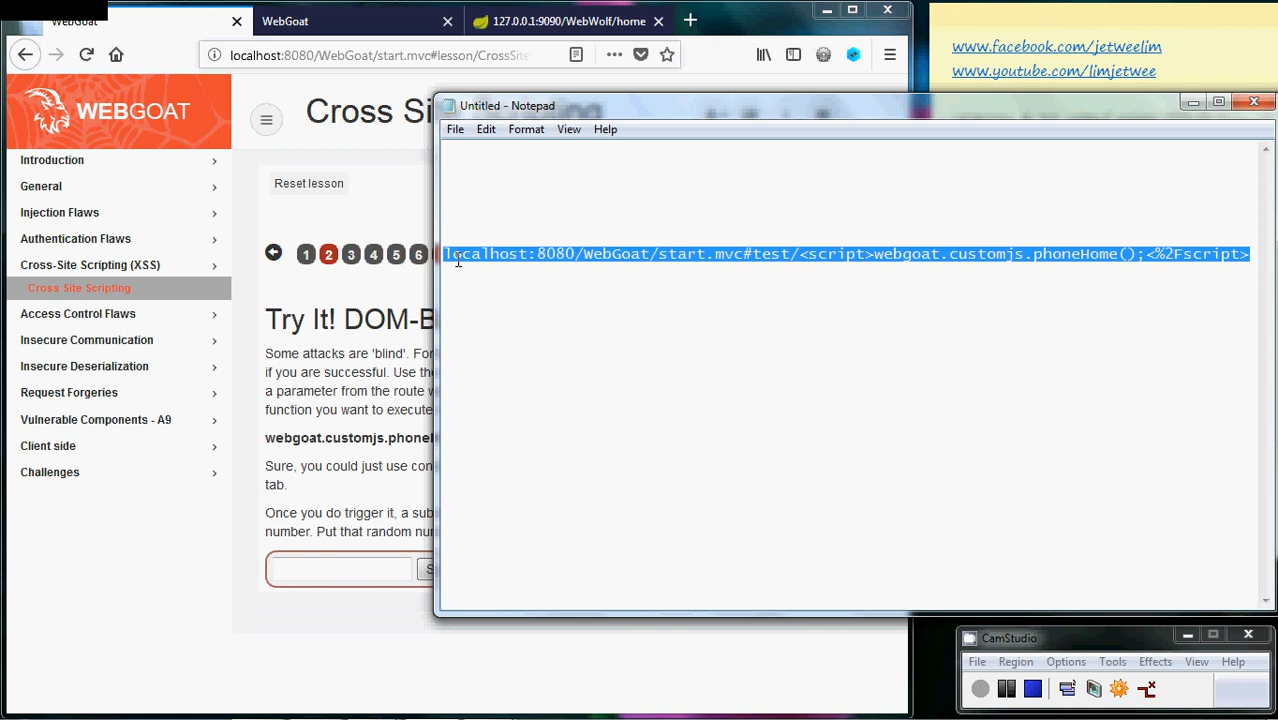 WebGoat
WebGoat
127.0.0.1:9090/WebWolf/home
localhost:8080/WebGoat/start.mvc#lesson/CrossSite
www.facebook.com/jetweelim
www.youtube.com/limjetwee
WEBGOAT
Cross Si
Untitled - Notepad
File Edit Format View Help
Introduction
General
Injection Flaws
Authentication Flaws
Cross-Site Scripting (XSS)
Cross Site Scripting
Access Control Flaws
Insecure Communication
Insecure Deserialization
Request Forgeries
Vulnerable Components - A9
Client side
Challenges
Reset lesson
1 2 3 4 5 6
localhost:8080/WebGoat/start.mvc#test/<script>webgoat.customjs.phoneHome();<%2Fscript>
Try It! DOM-B
Some attacks are 'blind'. For
if you are successful. Use the
a parameter from the route w
function you want to execute
webgoat.customjs.phoneH
Sure, you could just use con
tab.
Once you do trigger it, a sub
number. Put that random nu
S
CamStudio
File Region Options Tools Effects View Help